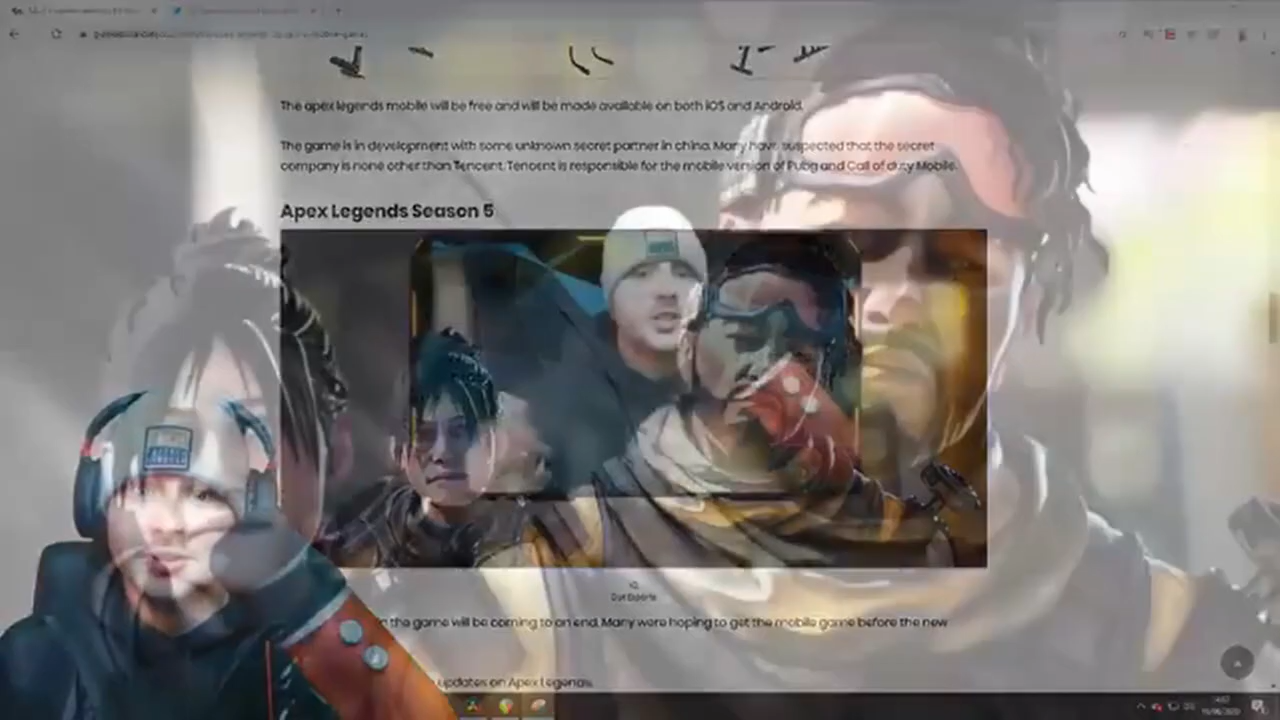 The apex legends mobile will be free and will be made available on both iOS and Android.
The game is in development with some unknown secret partner in china. Many have suspected that the secret
company is none other than Tencent. Tencent is responsible for the mobile version of Pubg and Call of duty Mobile.
Apex Legends Season 5
Dot Esports
in the game will be coming to an end. Many were hoping to get the mobile game before the new
updates on Apex Legends.